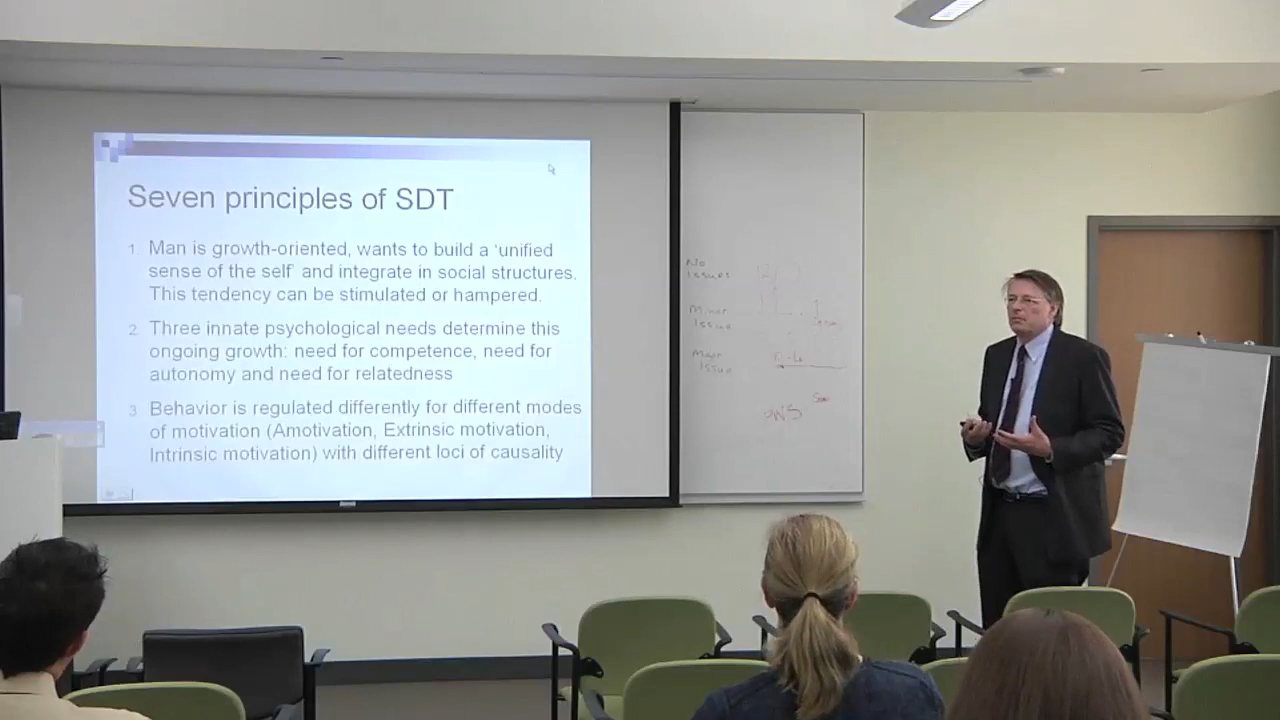 Seven principles of SDT
1. Man is growth-oriented, wants to build a 'unified
sense of the self' and integrate in social structures.
This tendency can be stimulated or hampered.
2. Three innate psychological needs determine this
ongoing growth: need for competence, need for
autonomy and need for relatedness
3. Behavior is regulated differently for different modes
of motivation (Amotivation, Extrinsic motivation,
Intrinsic motivation) with different loci of causality
No
Issues
Minor
Issue
Major
Issue